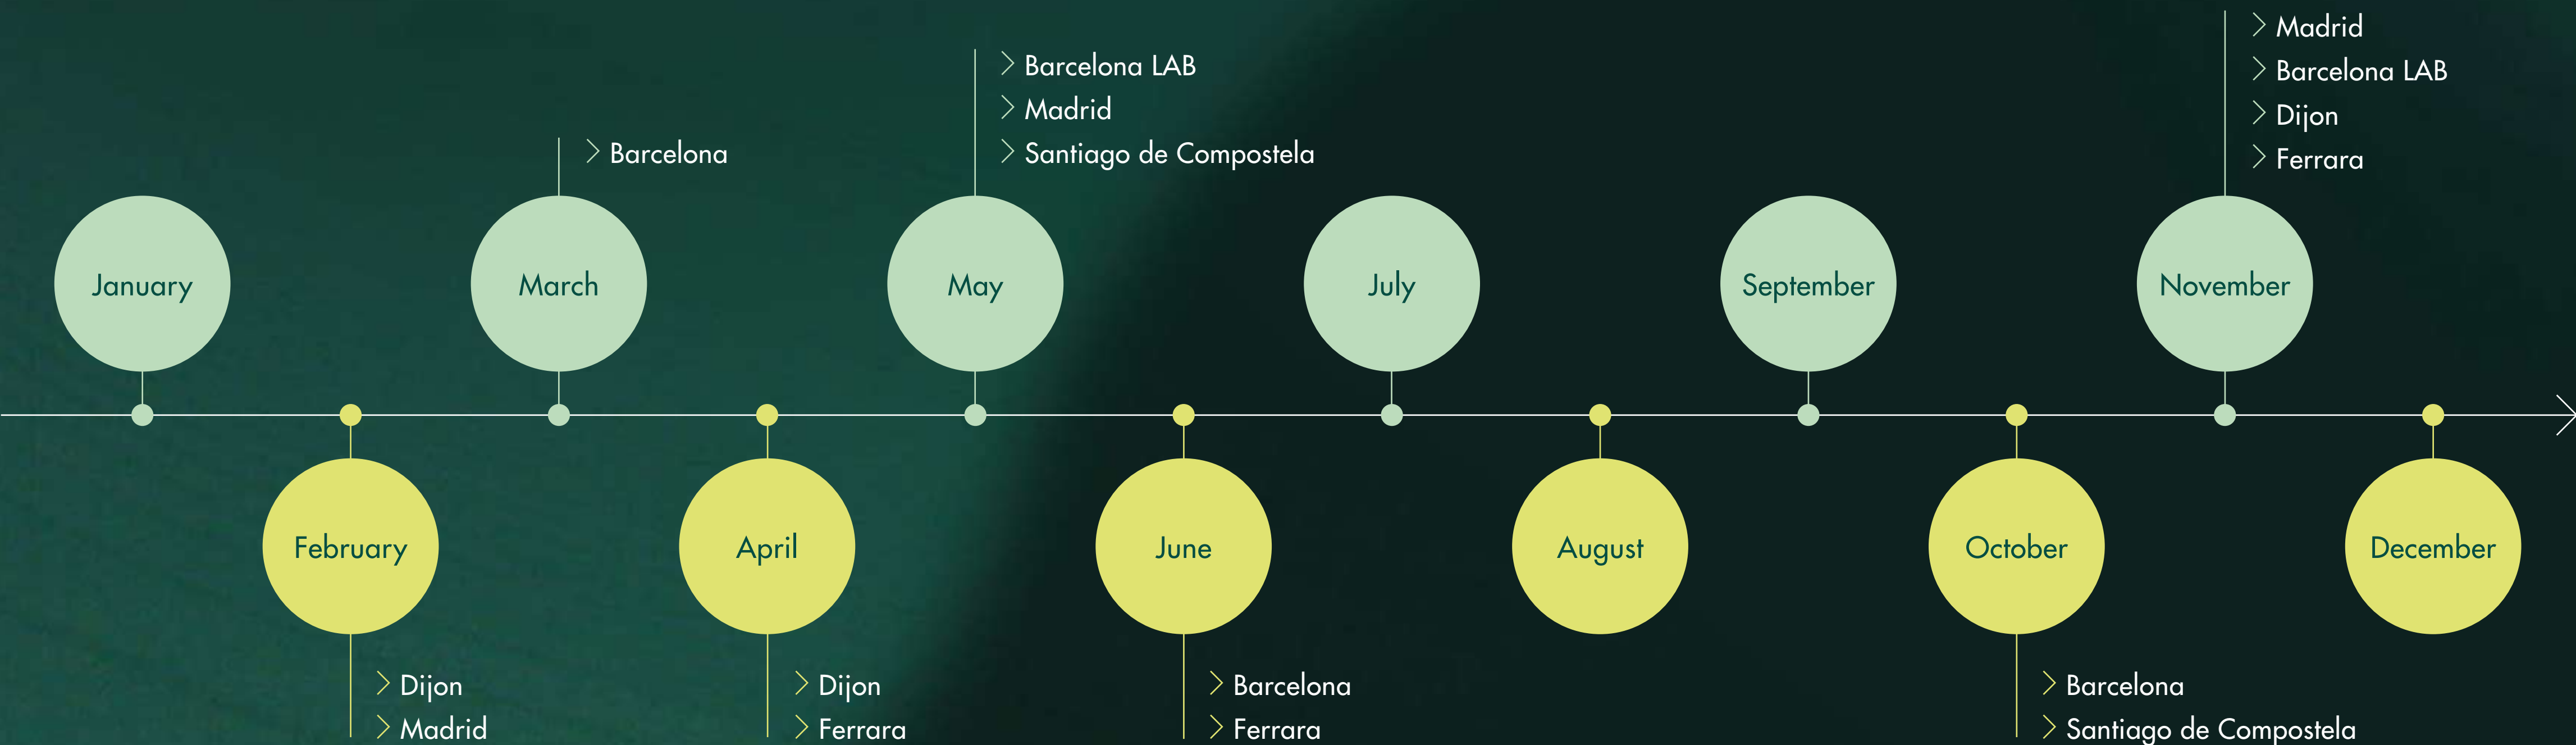 Madrid
Barcelona LAB
Dijon
Ferrara
Barcelona LAB
Madrid
Santiago de Compostela
Barcelona
January
March
May
July
September
November
February
April
June
August
October
December
Dijon
Madrid
Dijon
Ferrara
Barcelona
Ferrara
Barcelona
Santiago de Compostela